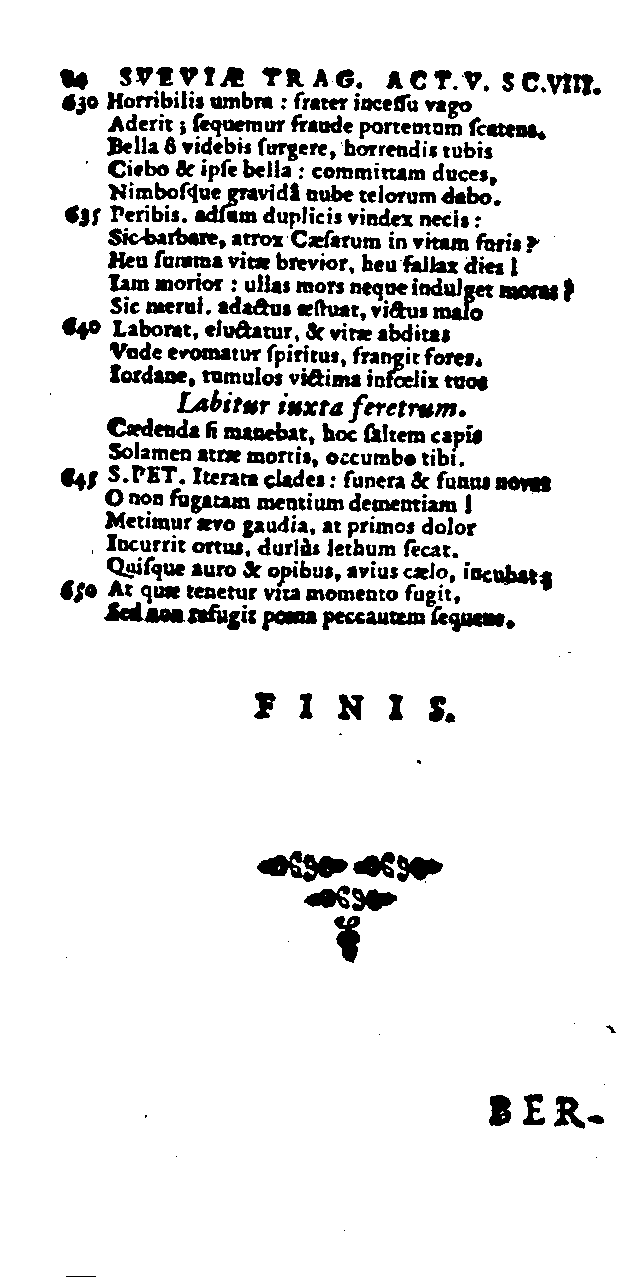 84 SVEVIÆ TRAG. ACT. V. SC. VIII.
630 Horribilis umbra : frater incessu vago
Aderit ; sequemur fraude portentum scatens.
Bella ô videbis surgere, horrendis tubis
Ciebo & ipse bella : committam duces,
Nimbosque gravidâ nube telorum dabo.
635 Peribis. adsum duplicis vindex necis :
Sic barbare, atrox Cæsarum in vitam furis ?
Heu summa vitæ brevior, heu fallax dies !
Iam morior : ullas mors neque indulget moras ?
Sic merui. adactus æstuat, victus malo
640 Laborat, eluctatur, & vitæ abditas
Vnde evomatur spiritus, frangit fores.
Iordane, tumulos victima infœlix tuos
Labitur iuxta feretrum.
Cædenda si manebat, hoc saltem capis
Solamen atræ mortis, occumbo tibi.
645 S. PET. Iterata clades : funera & funus novas
O non fugatam mentium dementiam !
Metimur ævo gaudia, at primos dolor
Incurrit ortus, duriùs lethum secat.
Quisque auro & opibus, avius cælo, incubat ;
650 At quæ tenetur vita momento fugit,
Sed non refugit pœna peccantem sequens.
FINIS.
BER-